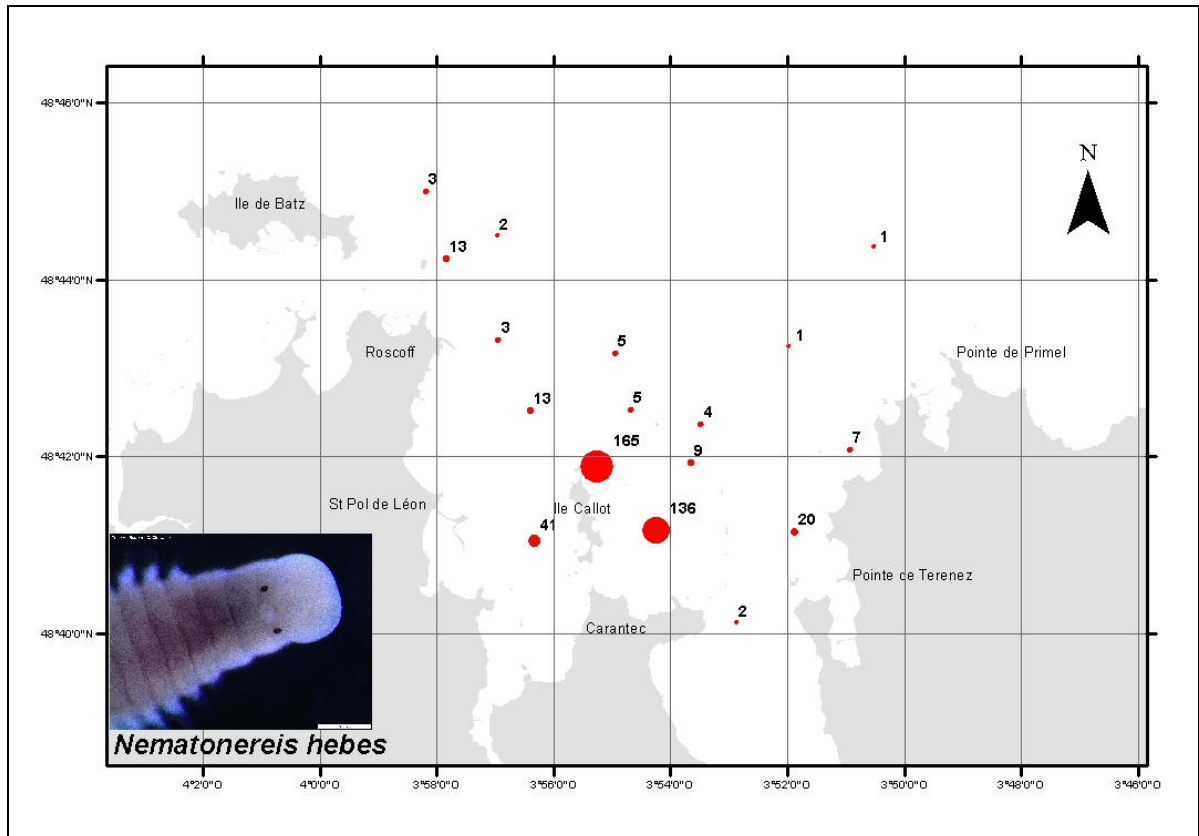 48°46'0"N
N
3
Ile de Batz
2
13
1
48°44'0"N
3
5
1
Roscoff
Pointe de Primel
13
5
4
165
7
48°42'0"N
9
St Pol de Léon
Ile Callot
136
41
20
Pointe de Terenez
2
Carantec
48°40'0"N
Nematonereis hebes
4°2'0"O
4°0'0"O
3°58'0"O
3°56'0"O
3°54'0"O
3°52'0"O
3°50'0"O
3°48'0"O
3°46'0"O